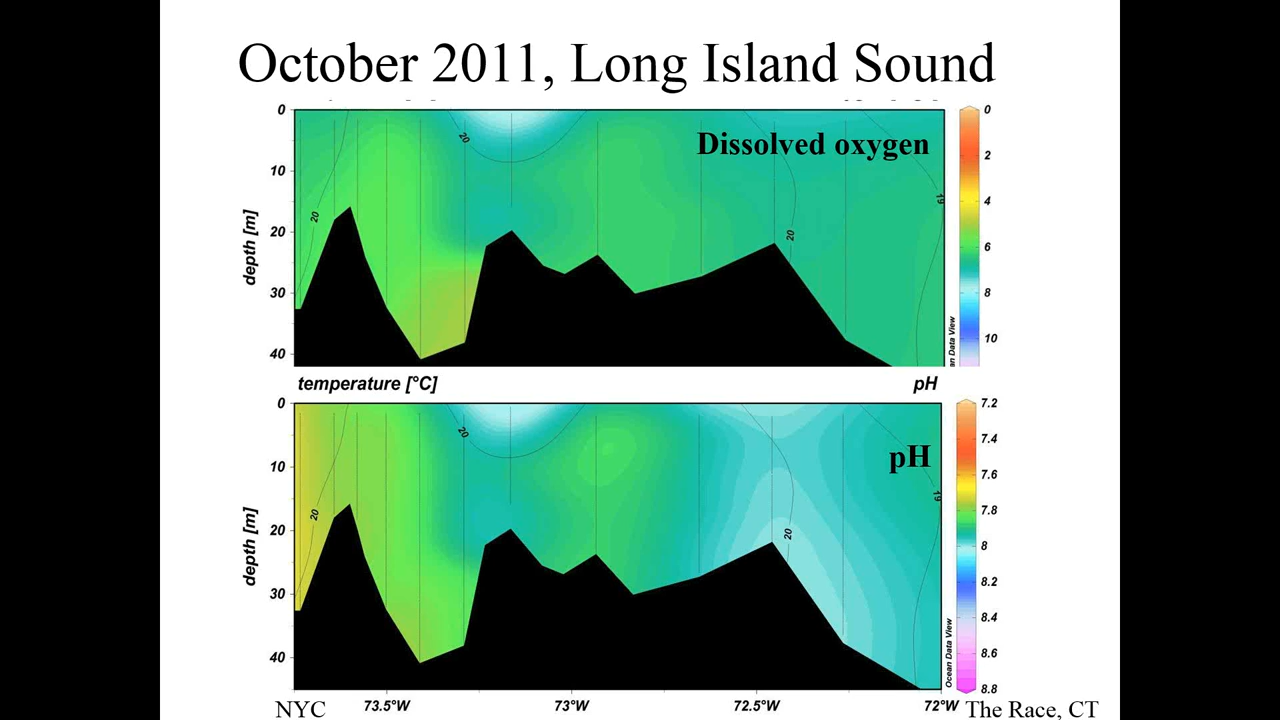 October 2011, Long Island Sound
Dissolved oxygen
0
10
20
30
40
depth [m]
20
20
20
19
0
2
4
6
8
10
an Data View
temperature [°C]
pH
pH
0
10
20
30
40
depth [m]
20
20
20
19
7.2
7.4
7.6
7.8
8
8.2
8.4
8.6
8.8
Ocean Data View
73.5°W
73°W
72.5°W
72°W
NYC
The Race, CT